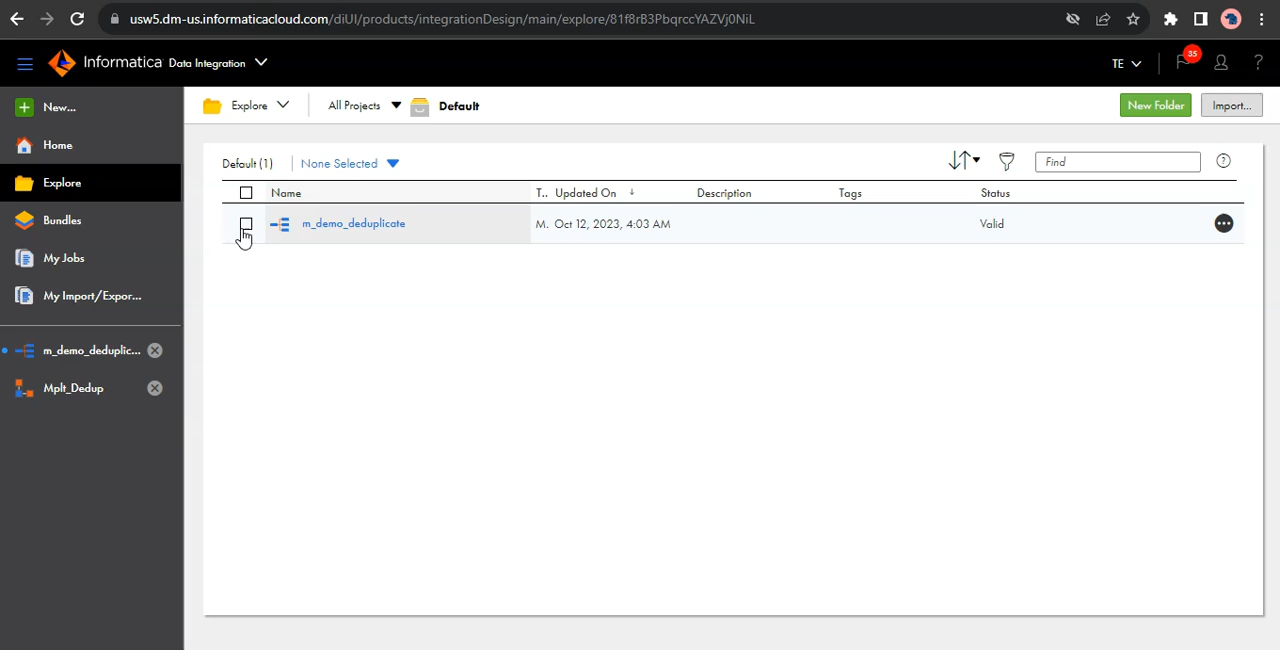 usw5.dm-us.informaticacloud.com/diUI/products/integrationDesign/main/explore/81f8rB3PbqrccYAZVj0NiL
Informatica Data Integration
TE
35
?
New...
Home
Explore
Bundles
My Jobs
My Import/Expor...
m_demo_deduplic...
Mplt_Dedup
Explore
All Projects
Default
New Folder
Import...
Default (1)
None Selected
Find
?
Name T.. Updated On Description Tags Status
m_demo_deduplicate M. Oct 12, 2023, 4:03 AM Valid